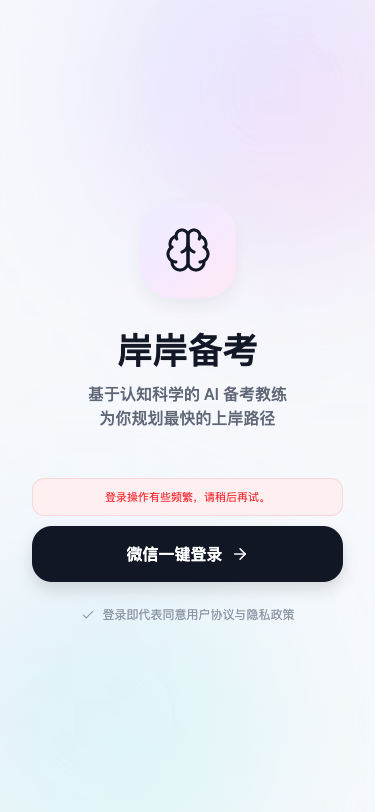 岸岸备考
基于认知科学的 AI 备考教练
为你规划最快的上岸路径
登录操作有些频繁，请稍后再试。
微信一键登录
登录即代表同意用户协议与隐私政策